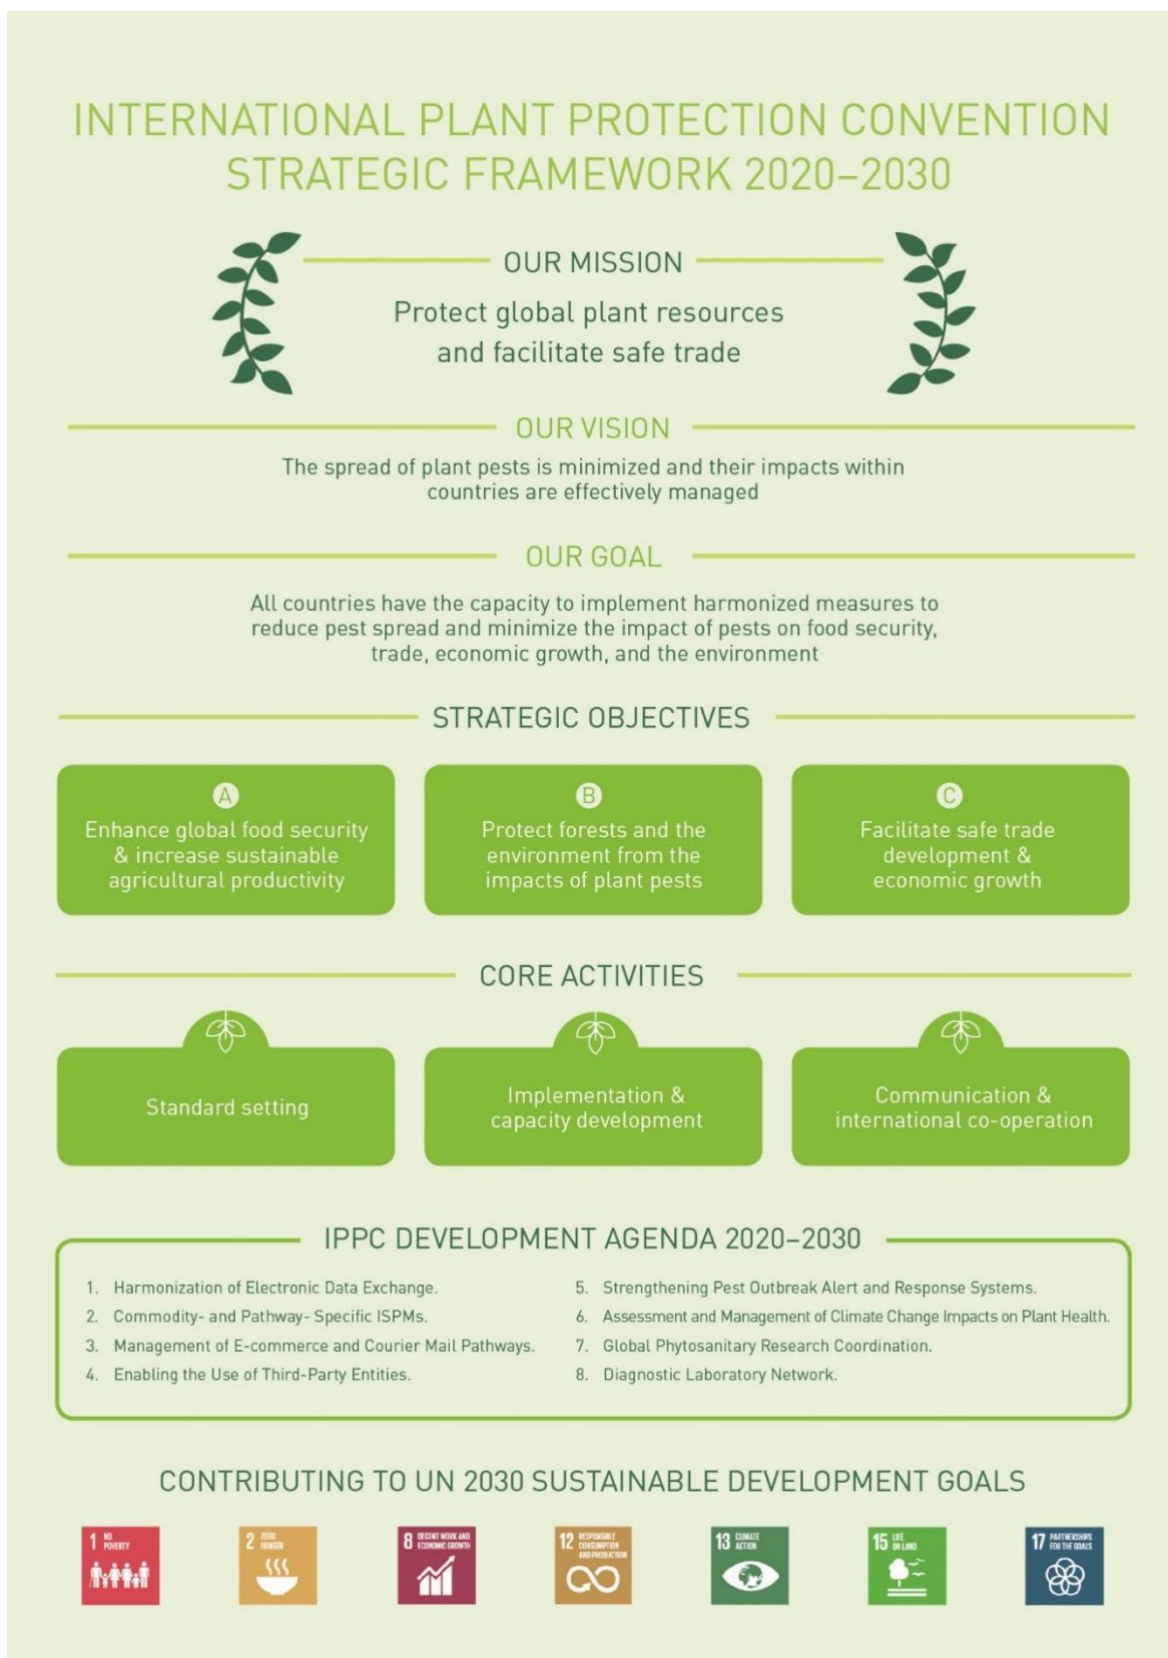 INTERNATIONAL PLANT PROTECTION CONVENTION
STRATEGIC FRAMEWORK 2020–2030
OUR MISSION
Protect global plant resources
and facilitate safe trade
OUR VISION
The spread of plant pests is minimized and their impacts within
countries are effectively managed
OUR GOAL
All countries have the capacity to implement harmonized measures to
reduce pest spread and minimize the impact of pests on food security,
trade, economic growth, and the environment
STRATEGIC OBJECTIVES
A
Enhance global food security
& increase sustainable
agricultural productivity
B
Protect forests and the
environment from the
impacts of plant pests
C
Facilitate safe trade
development &
economic growth
CORE ACTIVITIES
Standard setting
Implementation &
capacity development
Communication &
international co-operation
IPPC DEVELOPMENT AGENDA 2020–2030
1. Harmonization of Electronic Data Exchange.
2. Commodity- and Pathway- Specific ISPMs.
3. Management of E-commerce and Courier Mail Pathways.
4. Enabling the Use of Third-Party Entities.
5. Strengthening Pest Outbreak Alert and Response Systems.
6. Assessment and Management of Climate Change Impacts on Plant Health.
7. Global Phytosanitary Research Coordination.
8. Diagnostic Laboratory Network.
CONTRIBUTING TO UN 2030 SUSTAINABLE DEVELOPMENT GOALS
1 NO
POVERTY
2 ZERO
HUNGER
8 DECENT WORK AND
ECONOMIC GROWTH
12 RESPONSIBLE
CONSUMPTION
AND PRODUCTION
13 CLIMATE
ACTION
15 LIFE
ON LAND
17 PARTNERSHIPS
FOR THE GOALS